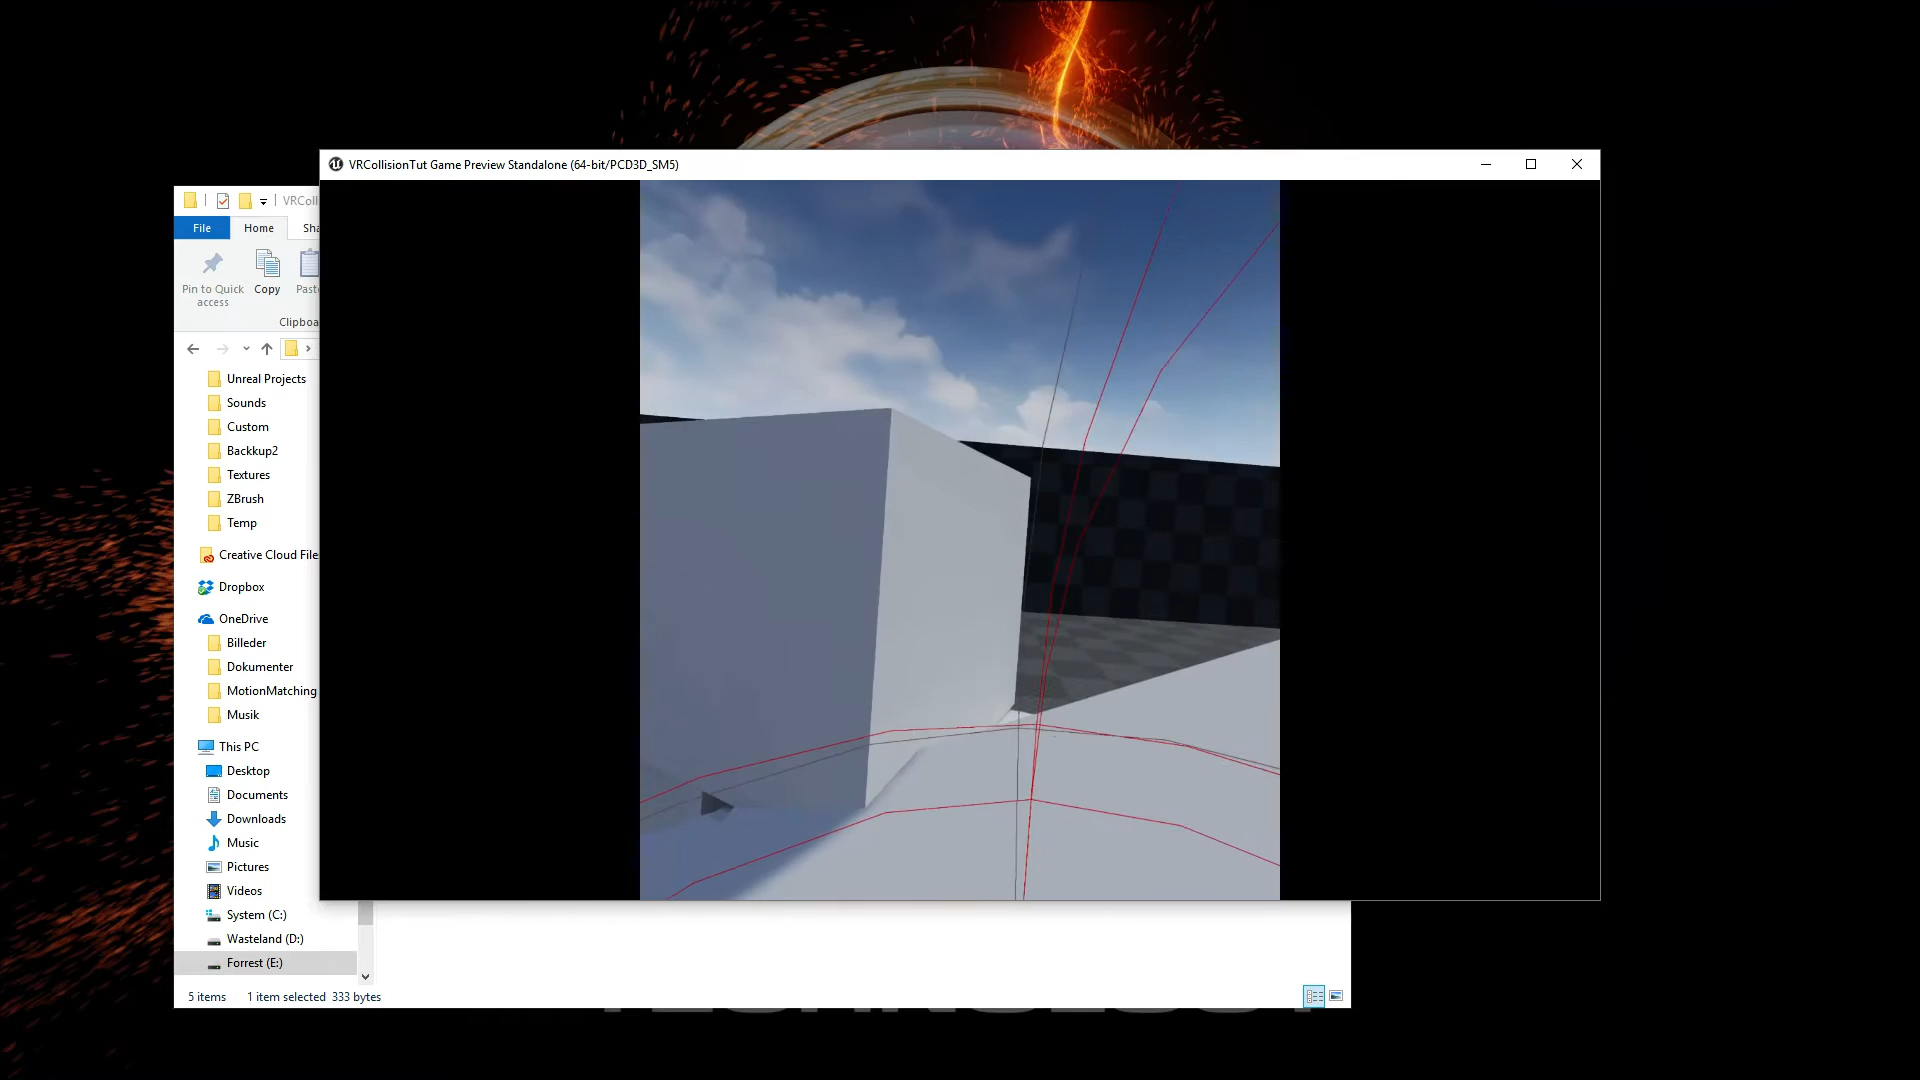 VRCollisionTut Game Preview Standalone (64-bit/PCD3D_SM5)
VRColli
File
Home
Sha
Pin to Quick
access
Copy
Past
Clipboa
Unreal Projects
Sounds
Custom
Backkup2
Textures
ZBrush
Temp
Creative Cloud File
Dropbox
OneDrive
Billeder
Dokumenter
MotionMatching
Musik
This PC
Desktop
Documents
Downloads
Music
Pictures
Videos
System (C:)
Wasteland (D:)
Forrest (E:)
5 items
1 item selected 333 bytes